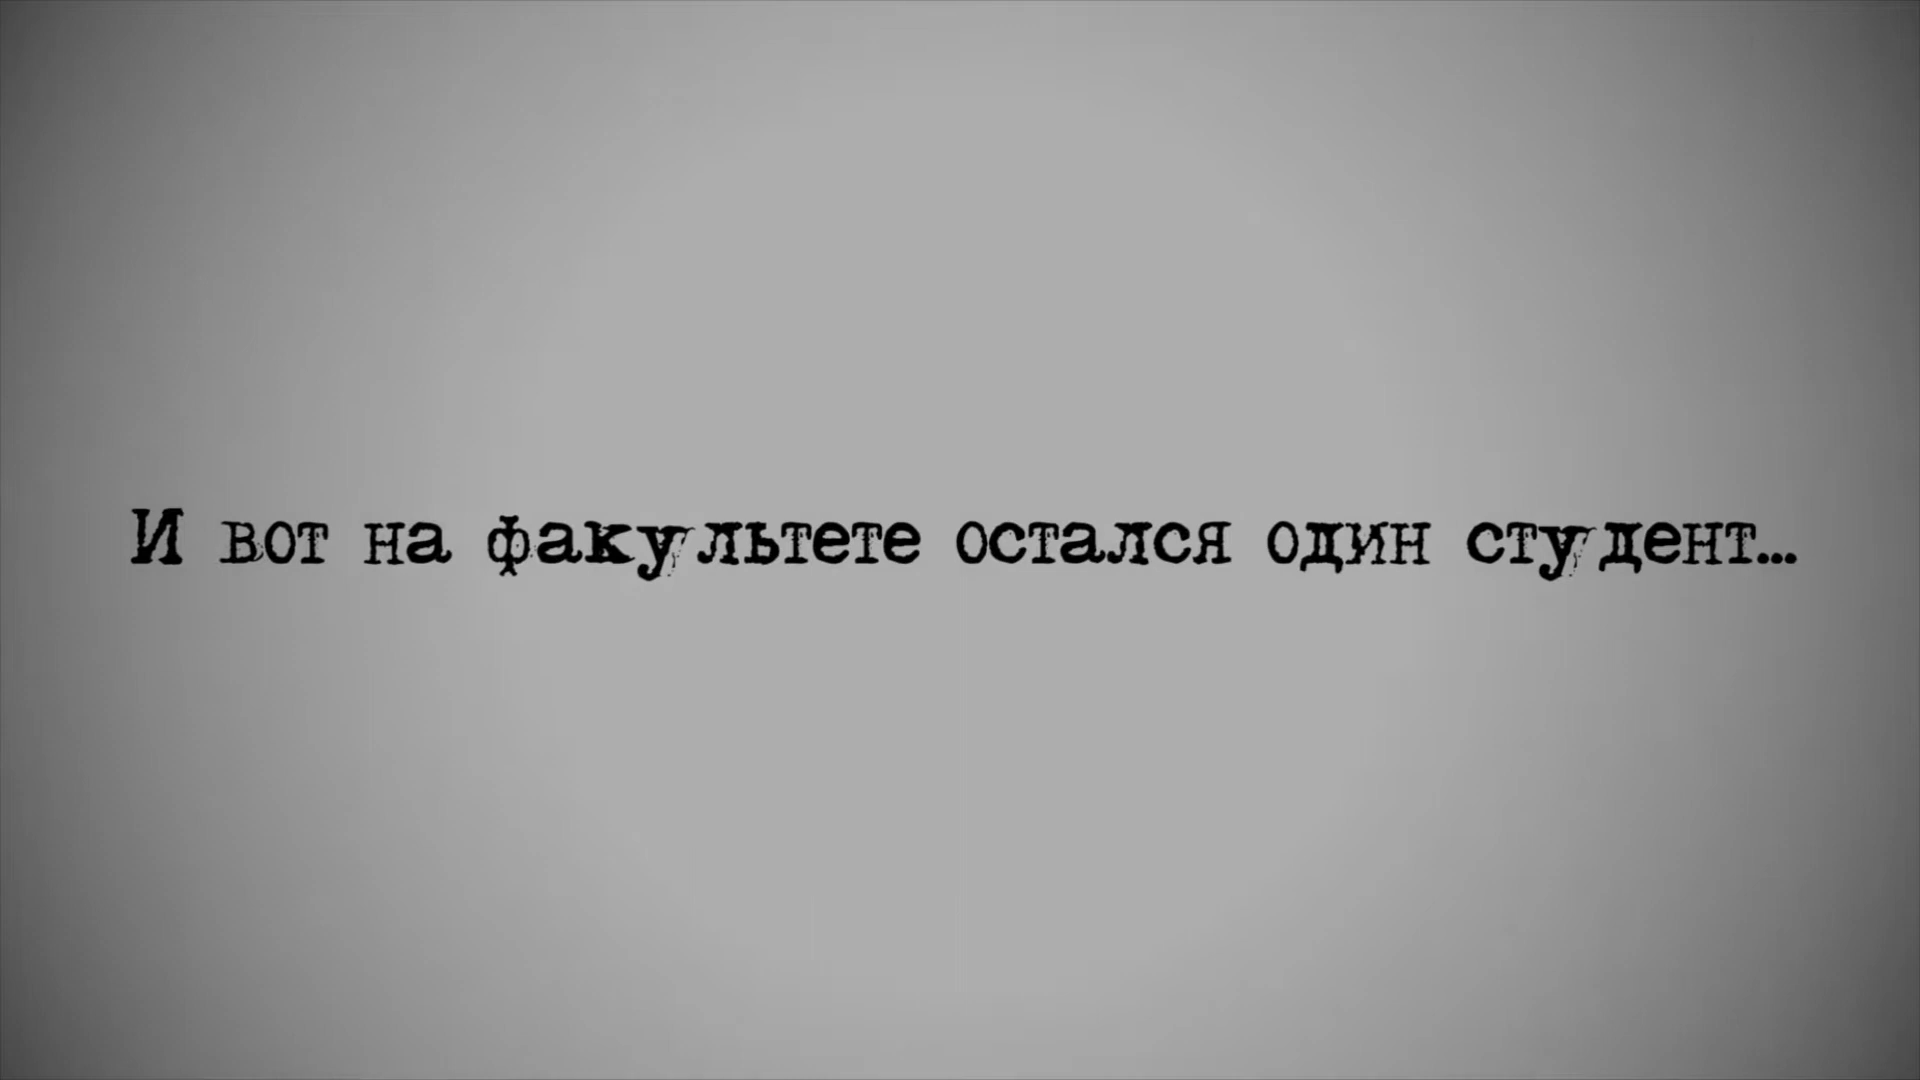 И вот на факультете остался один студент...